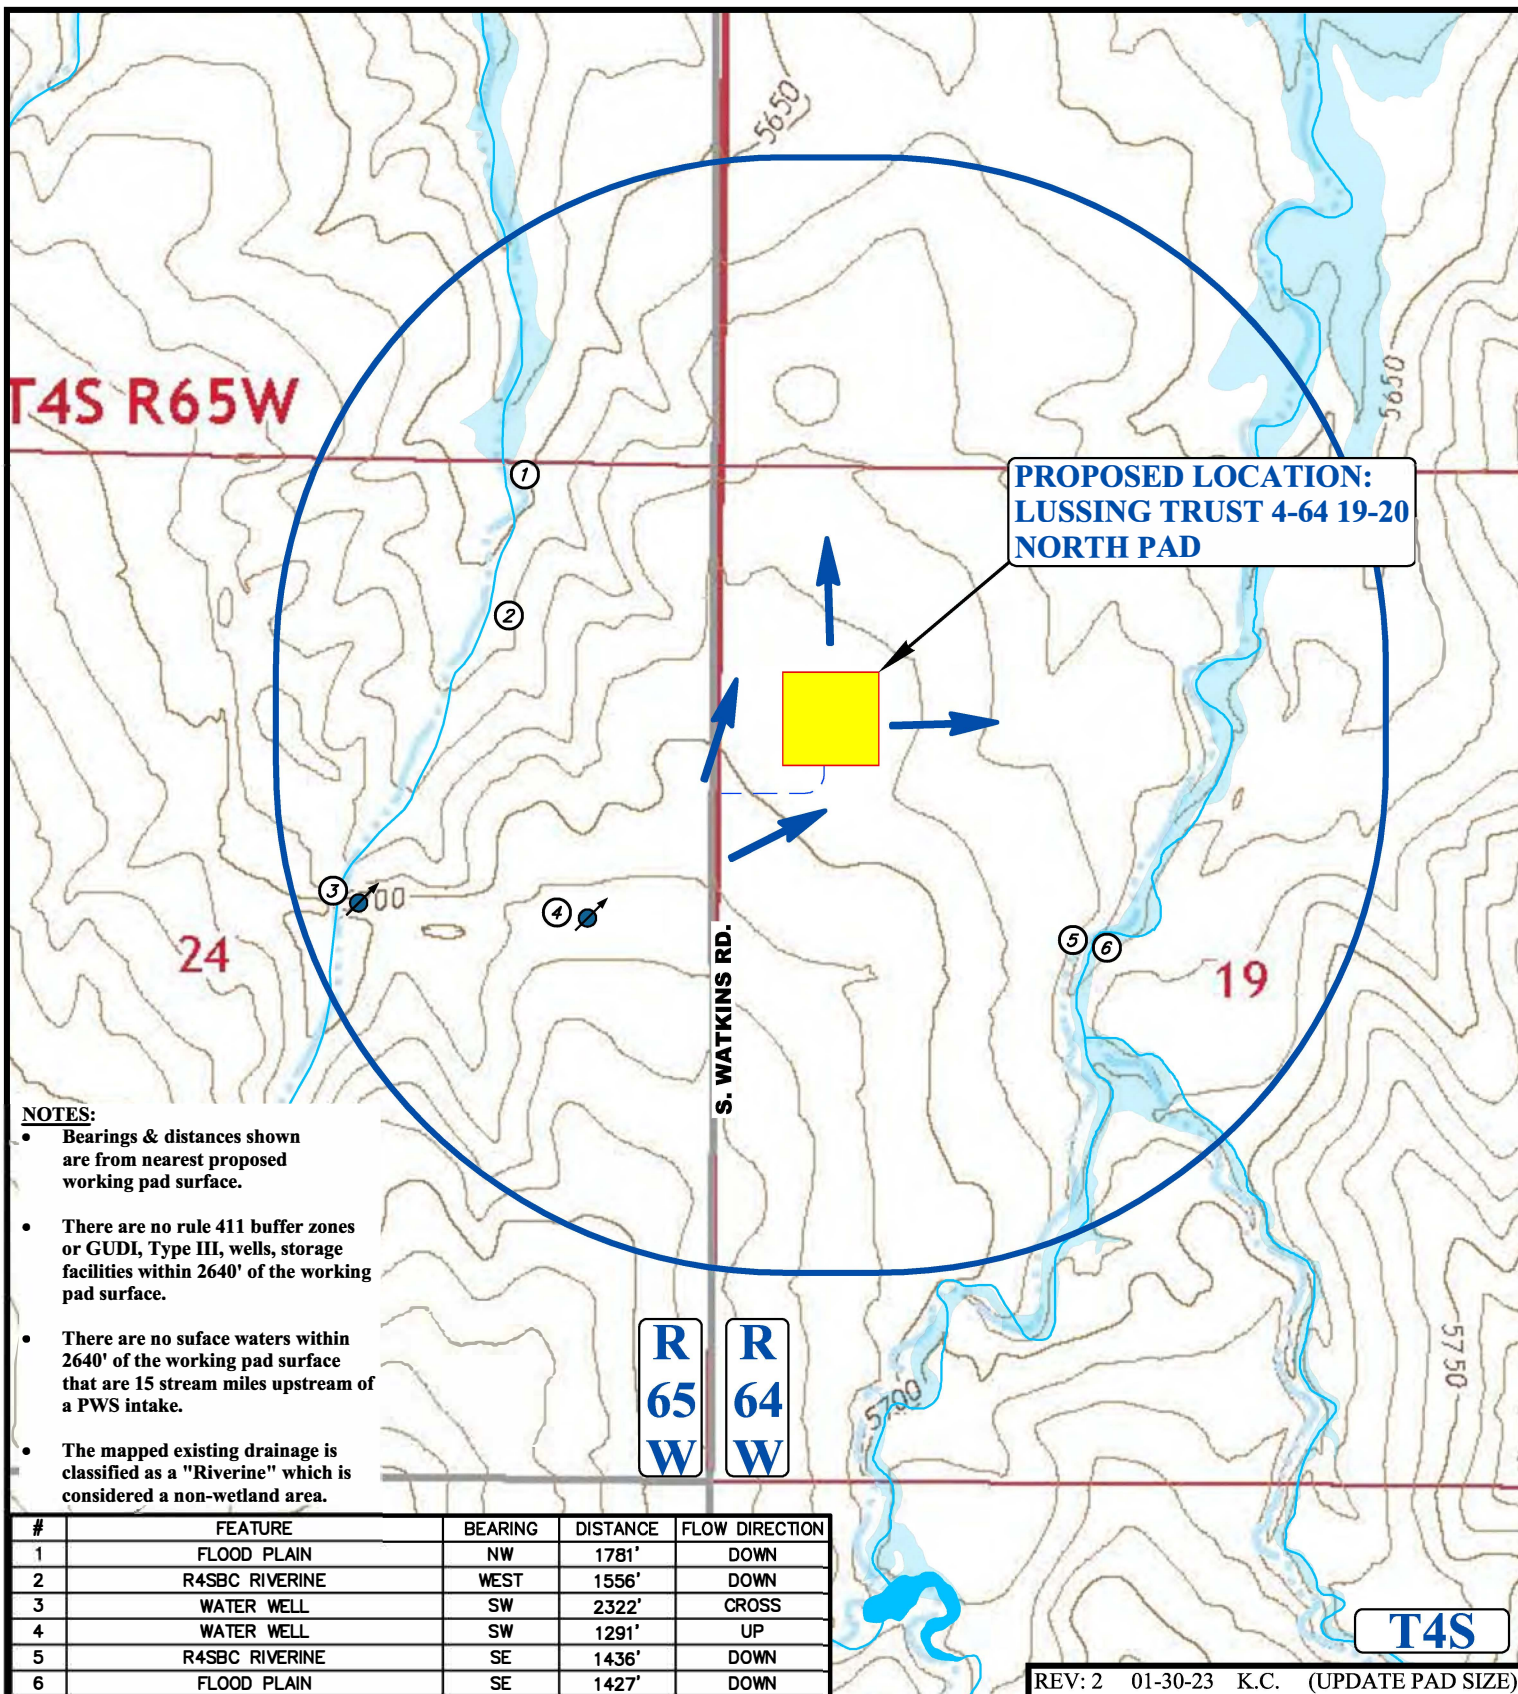 5650
T4S R65W
5650
PROPOSED LOCATION:
LUSSING TRUST 4-64 19-20
NORTH PAD
1
2
3
00
4
5
6
24
19
S. WATKINS RD.
NOTES:
• Bearings & distances shown
are from nearest proposed
working pad surface.
• There are no rule 411 buffer zones
or GUDI, Type III, wells, storage
facilities within 2640' of the working
pad surface.
• There are no suface waters within
2640' of the working pad surface
that are 15 stream miles upstream of
a PWS intake.
• The mapped existing drainage is
classified as a "Riverine" which is
considered a non-wetland area.
R
65
W
R
64
W
5700
5750
# FEATURE BEARING DISTANCE FLOW DIRECTION
1 FLOOD PLAIN NW 1781' DOWN
2 R4SBC RIVERINE WEST 1556' DOWN
3 WATER WELL SW 2322' CROSS
4 WATER WELL SW 1291' UP
5 R4SBC RIVERINE SE 1436' DOWN
6 FLOOD PLAIN SE 1427' DOWN
T4S
REV: 2 01-30-23 K.C. (UPDATE PAD SIZE)